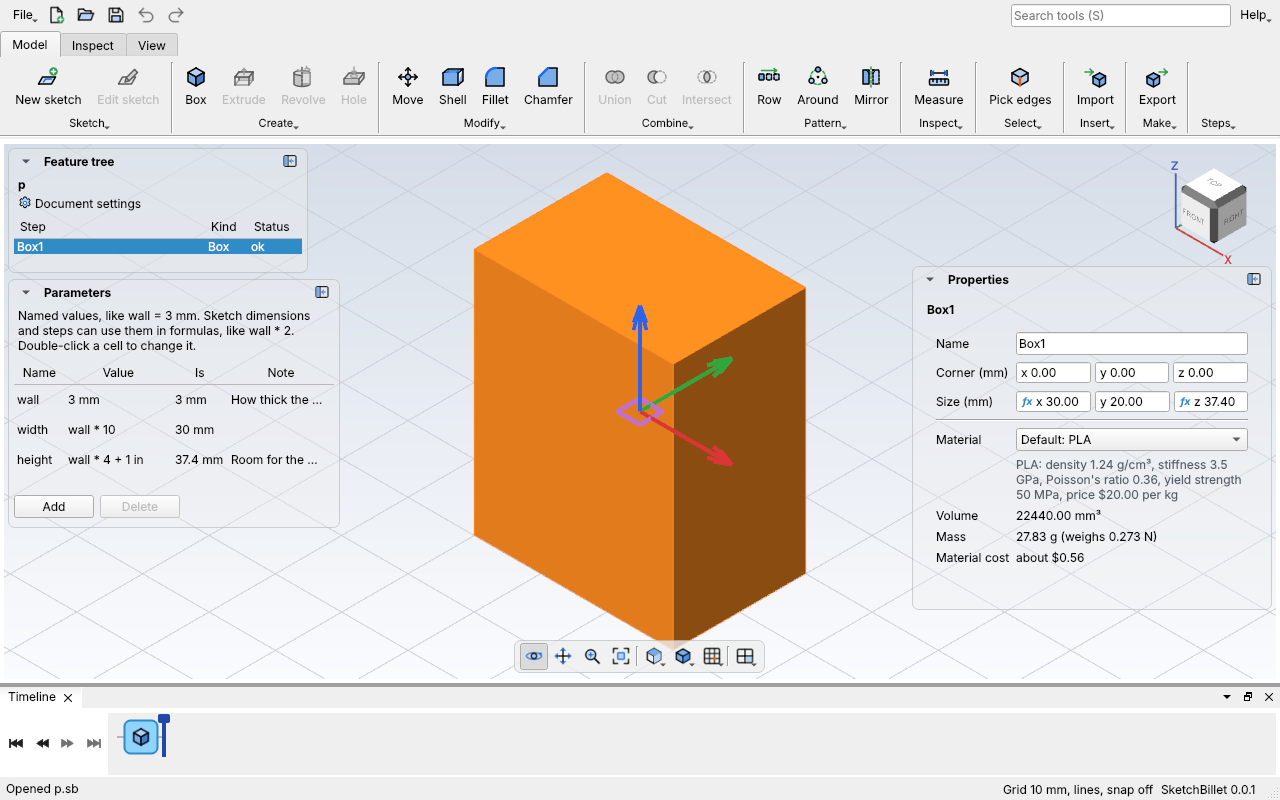 File
Search tools (S)
Help
Model
Inspect
View
New sketch
Edit sketch
Box
Extrude
Revolve
Hole
Move
Shell
Fillet
Chamfer
Union
Cut
Intersect
Row
Around
Mirror
Measure
Pick edges
Import
Export
Sketch
Create
Modify
Combine
Pattern
Inspect
Select
Insert
Make
Steps
Feature tree
p
Document settings
Step Kind Status
Box1 Box ok
Parameters
Named values, like wall = 3 mm. Sketch dimensions
and steps can use them in formulas, like wall * 2.
Double-click a cell to change it.
Name Value Is Note
wall 3 mm 3 mm How thick the ...
width wall * 10 30 mm
height wall * 4 + 1 in 37.4 mm Room for the ...
Add
Delete
Z
TOP
FRONT
RIGHT
X
Properties
Box1
Name Box1
Corner (mm) x 0.00 y 0.00 z 0.00
Size (mm) fx x 30.00 y 20.00 fx z 37.40
Material Default: PLA
PLA: density 1.24 g/cm³, stiffness 3.5
GPa, Poisson's ratio 0.36, yield strength
50 MPa, price $20.00 per kg
Volume 22440.00 mm³
Mass 27.83 g (weighs 0.273 N)
Material cost about $0.56
Timeline
Opened p.sb
Grid 10 mm, lines, snap off SketchBillet 0.0.1